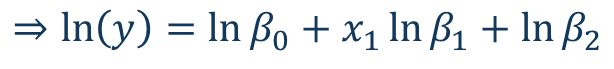 ⇒ ln(y) = ln β₀ + x₁ ln β₁ + ln β₂